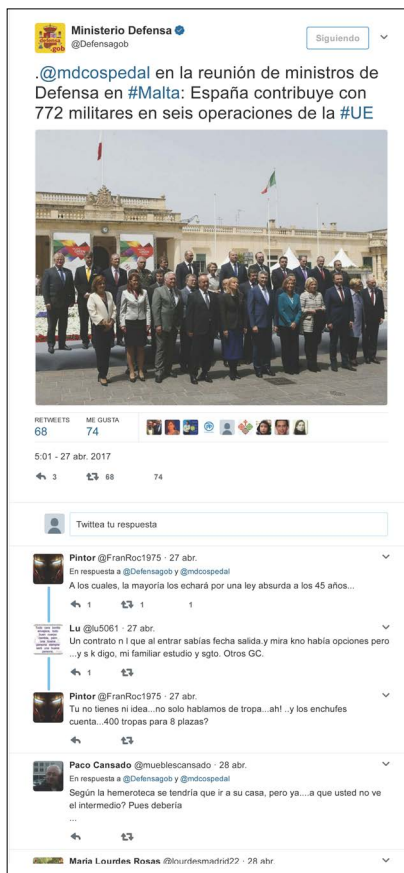 Ministerio Defensa
@Defensagob
Siguiendo
.@mdcospedal en la reunión de ministros de
Defensa en #Malta: España contribuye con
772 militares en seis operaciones de la #UE
RETWEETS
68
ME GUSTA
74
5:01 - 27 abr. 2017
3
68
74
Twittea tu respuesta
Pintor @FranRoc1975 · 27 abr.
En respuesta a @Defensagob y @mdcospedal
A los cuales, la mayoría los echará por una ley absurda a los 45 años...
1
1
1
Lu @lu5061 · 27 abr.
Un contrato n l que al entrar sabías fecha salida.y mira kno había opciones pero
...y s k digo, mi familiar estudio y sgto. Otros GC.
1
Pintor @FranRoc1975 · 27 abr.
Tu no tienes ni idea...no solo hablamos de tropa...ah! ..y los enchufes
cuenta...400 tropas para 8 plazas?
Paco Cansado @mueblescansado · 28 abr.
En respuesta a @Defensagob y @mdcospedal
Según la hemeroteca se tendría que ir a su casa, pero ya....a que usted no ve
el intermedio? Pues debería
...
Maria Lourdes Rosas @lourdesmadrid22 · 28 abr.